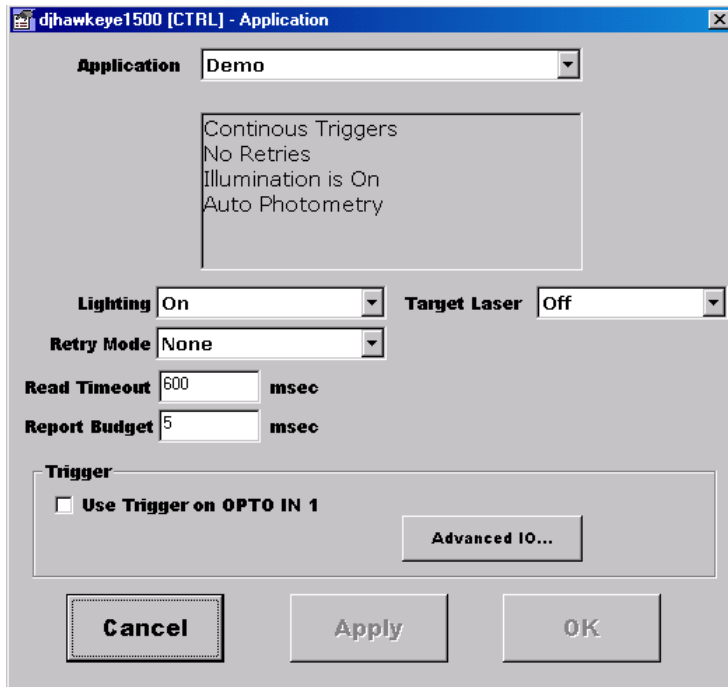 djhawkeye1500 [CTRL] - Application
Application Demo
Continous Triggers
No Retries
Illumination is On
Auto Photometry
Lighting On Target Laser Off
Retry Mode None
Read Timeout 600 msec
Report Budget 5 msec
Trigger
Use Trigger on OPTO IN 1
Advanced IO...
Cancel Apply OK